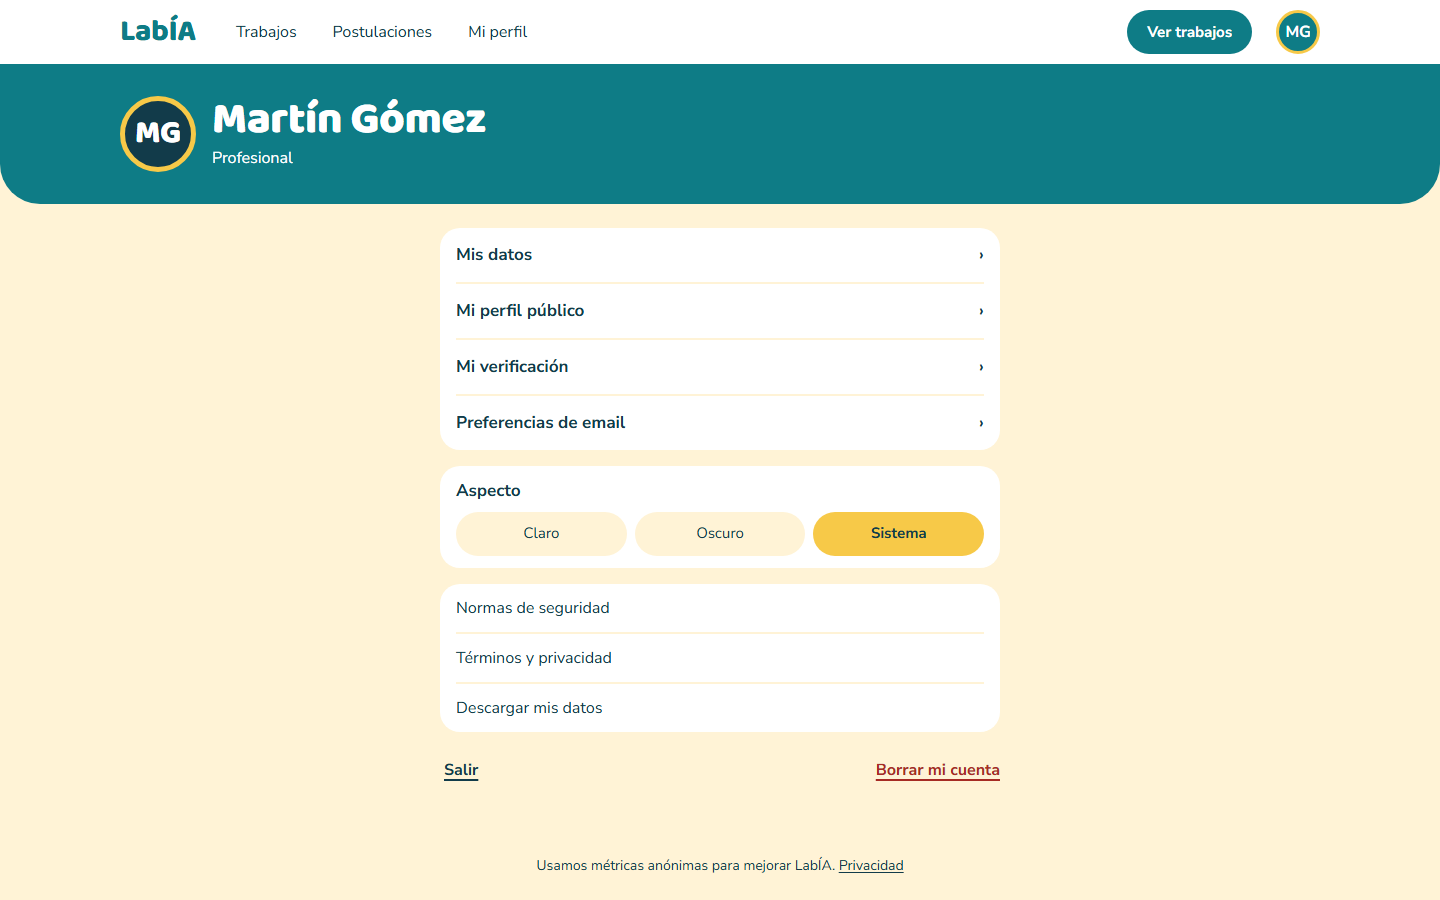 LabÍA
Trabajos
Postulaciones
Mi perfil
Ver trabajos
MG
MG
Martín Gómez
Profesional
Mis datos ›
Mi perfil público ›
Mi verificación ›
Preferencias de email ›
Aspecto
Claro
Oscuro
Sistema
Normas de seguridad
Términos y privacidad
Descargar mis datos
Salir
Borrar mi cuenta
Usamos métricas anónimas para mejorar LabÍA. Privacidad